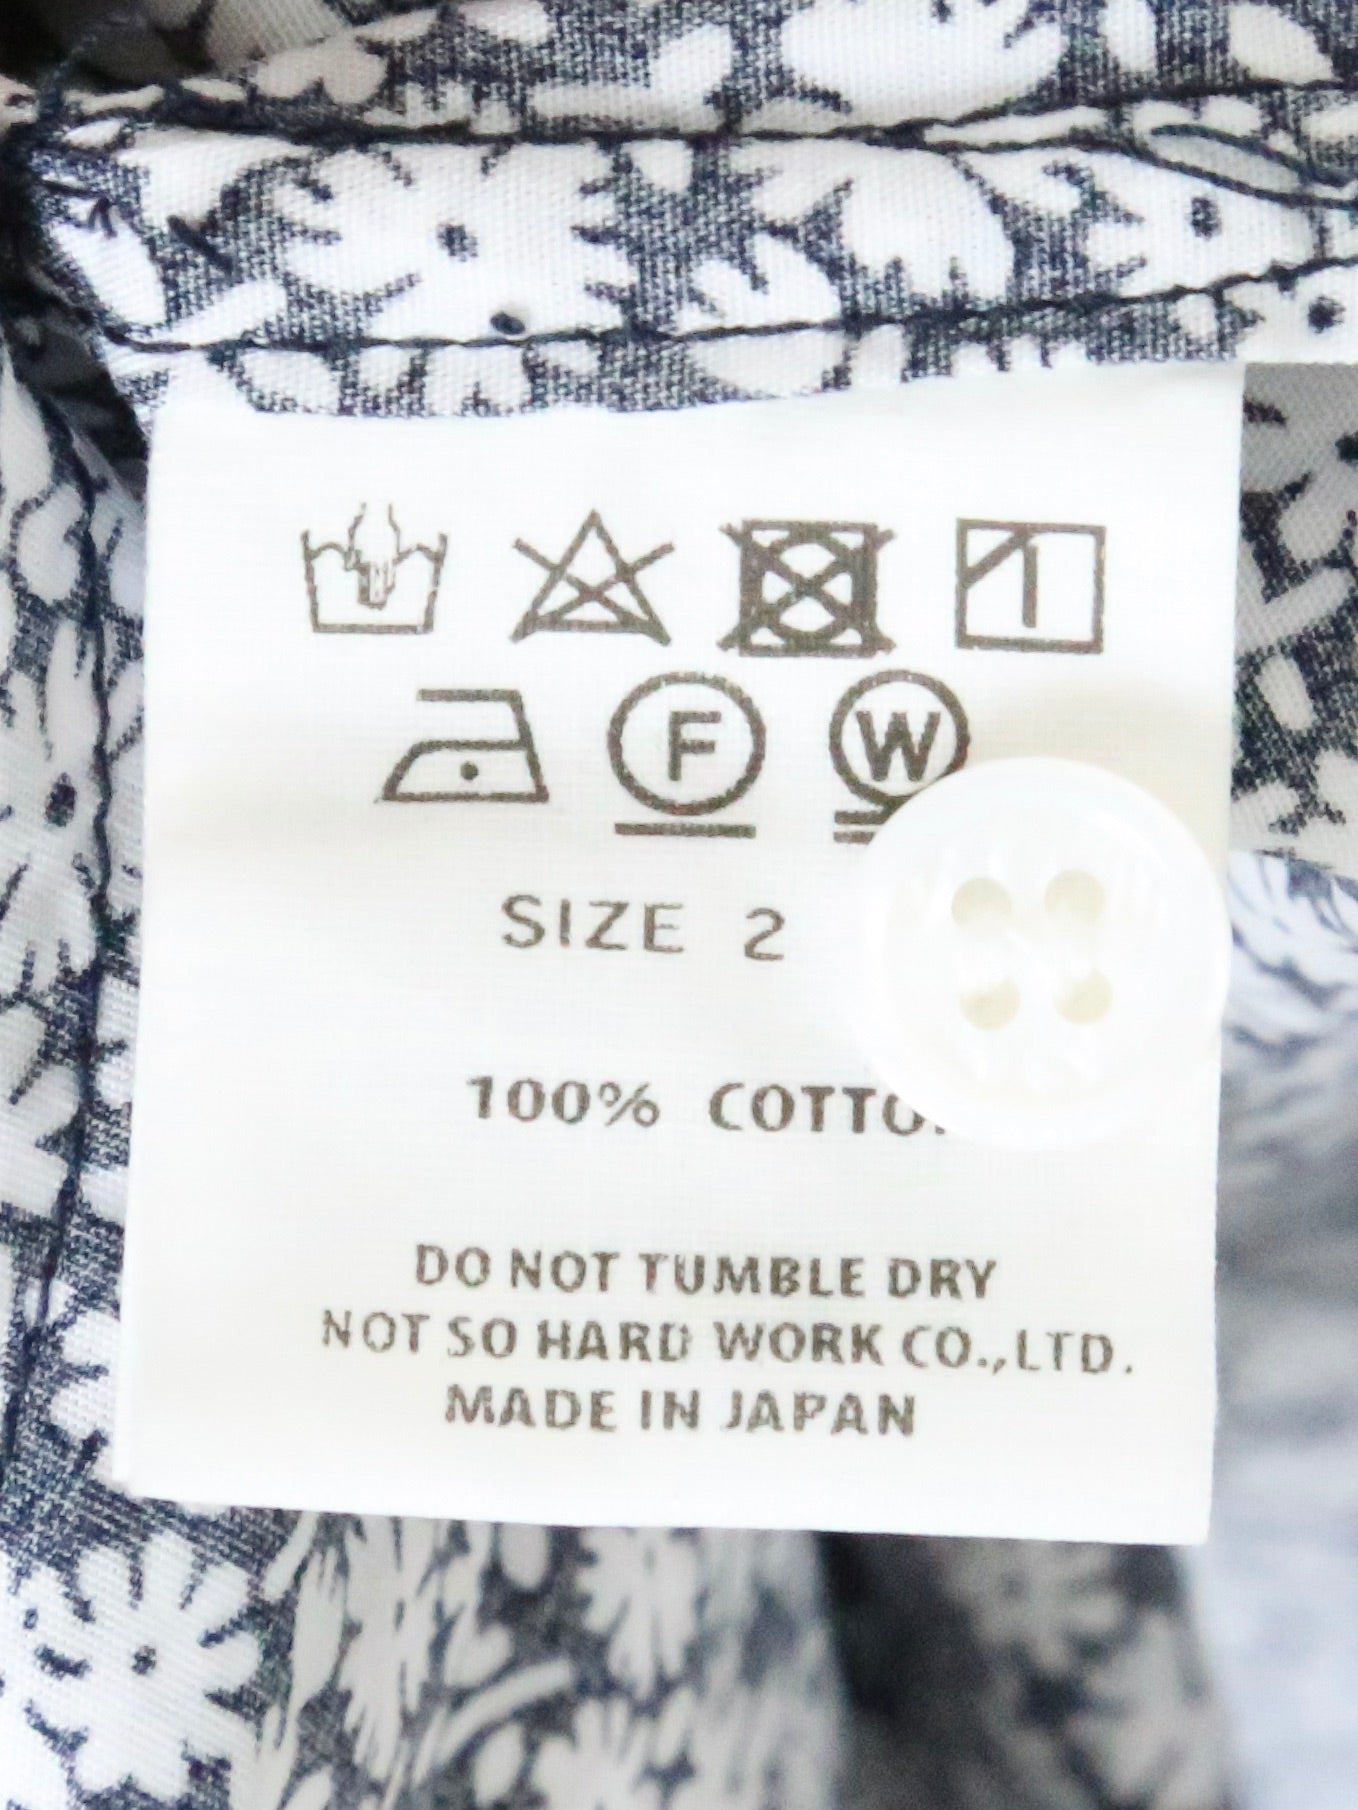 F W
SIZE 2
100% COTTO
DO NOT TUMBLE DRY
NOT SO HARD WORK CO.,LTD.
MADE IN JAPAN